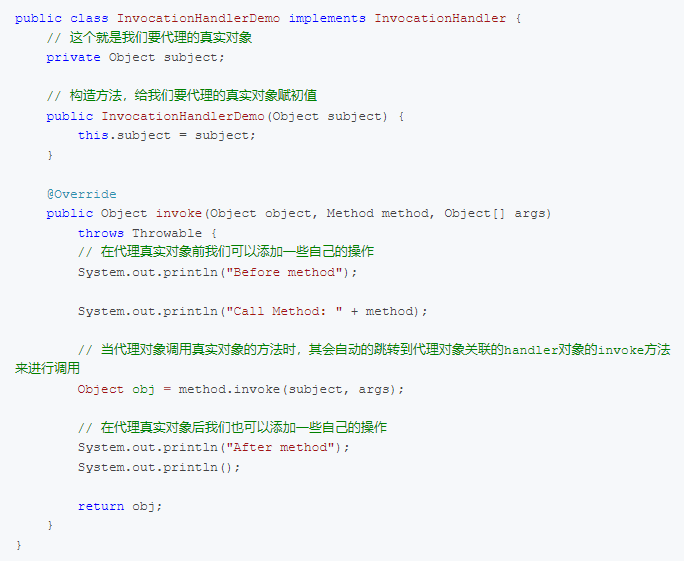 public class InvocationHandlerDemo implements InvocationHandler {
    // 这个就是我们要代理的真实对象
    private Object subject;

    // 构造方法，给我们要代理的真实对象赋初值
    public InvocationHandlerDemo(Object subject) {
        this.subject = subject;
    }

    @Override
    public Object invoke(Object object, Method method, Object[] args)
        throws Throwable {
        // 在代理真实对象前我们可以添加一些自己的操作
        System.out.println("Before method");

        System.out.println("Call Method: " + method);

        // 当代理对象调用真实对象的方法时，其会自动的跳转到代理对象关联的handler对象的invoke方法
来进行调用
        Object obj = method.invoke(subject, args);

        // 在代理真实对象后我们也可以添加一些自己的操作
        System.out.println("After method");
        System.out.println();

        return obj;
    }
}